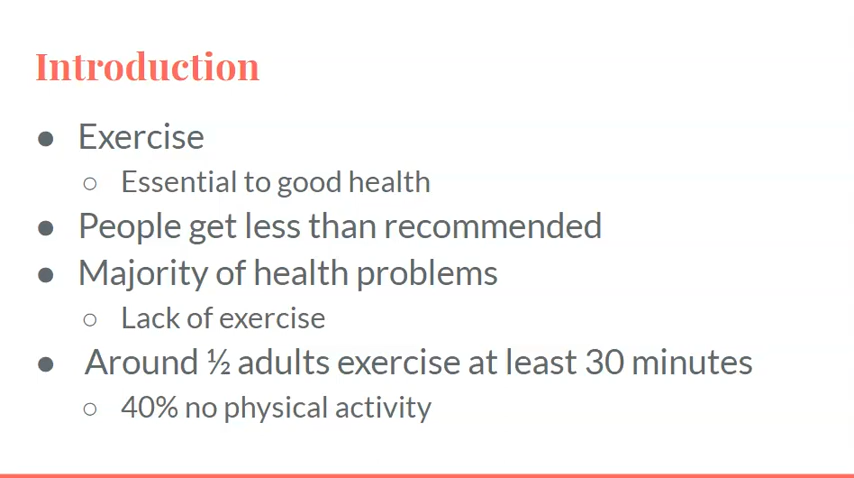 Introduction
● Exercise
○ Essential to good health
● People get less than recommended
● Majority of health problems
○ Lack of exercise
● Around ½ adults exercise at least 30 minutes
○ 40% no physical activity